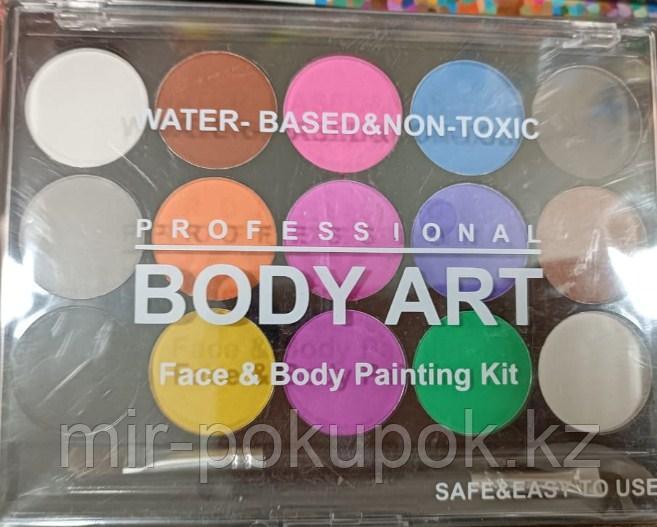 WATER- BASED&NON-TOXIC
PROFESSIONAL
BODY ART
Face & Body Painting Kit
mir-pokupok.kz
SAFE&EASY TO USE